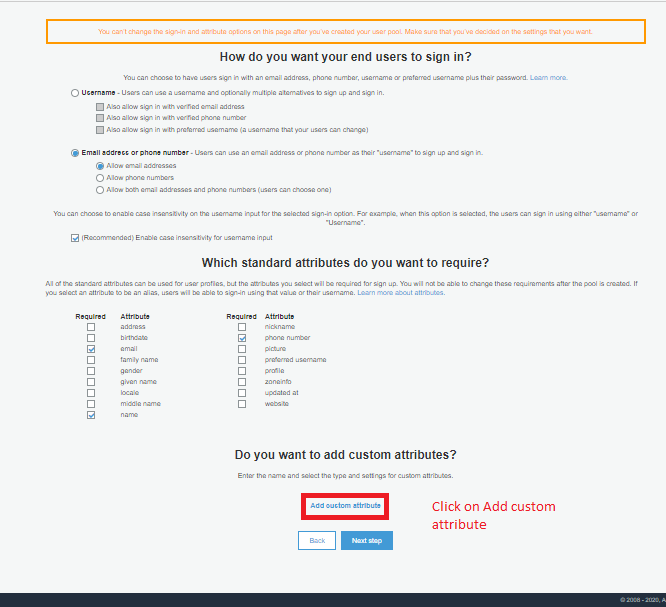 You can't change the sign-in and attribute options on this page after you've created your user pool. Make sure that you've decided on the settings that you want.
How do you want your end users to sign in?
You can choose to have users sign in with an email address, phone number, username or preferred username plus their password. Learn more.
Username - Users can use a username and optionally multiple alternatives to sign up and sign in.
Also allow sign in with verified email address
Also allow sign in with verified phone number
Also allow sign in with preferred username (a username that your users can change)
Email address or phone number - Users can use an email address or phone number as their "username" to sign up and sign in.
Allow email addresses
Allow phone numbers
Allow both email addresses and phone numbers (users can choose one)
You can choose to enable case insensitivity on the username input for the selected sign-in option. For example, when this option is selected, the users can sign in using either "username" or
"Username".
(Recommended) Enable case insensitivity for username input
Which standard attributes do you want to require?
All of the standard attributes can be used for user profiles, but the attributes you select will be required for sign up. You will not be able to change these requirements after the pool is created. If
you select an attribute to be an alias, users will be able to sign-in using that value or their username. Learn more about attributes.
Required Attribute Required Attribute
address nickname
birthdate phone number
email picture
family name preferred username
gender profile
given name zoneinfo
locale updated at
middle name website
name
Do you want to add custom attributes?
Enter the name and select the type and settings for custom attributes.
Add custom attribute
Click on Add custom
attribute
Back Next step
© 2008 - 2020, A